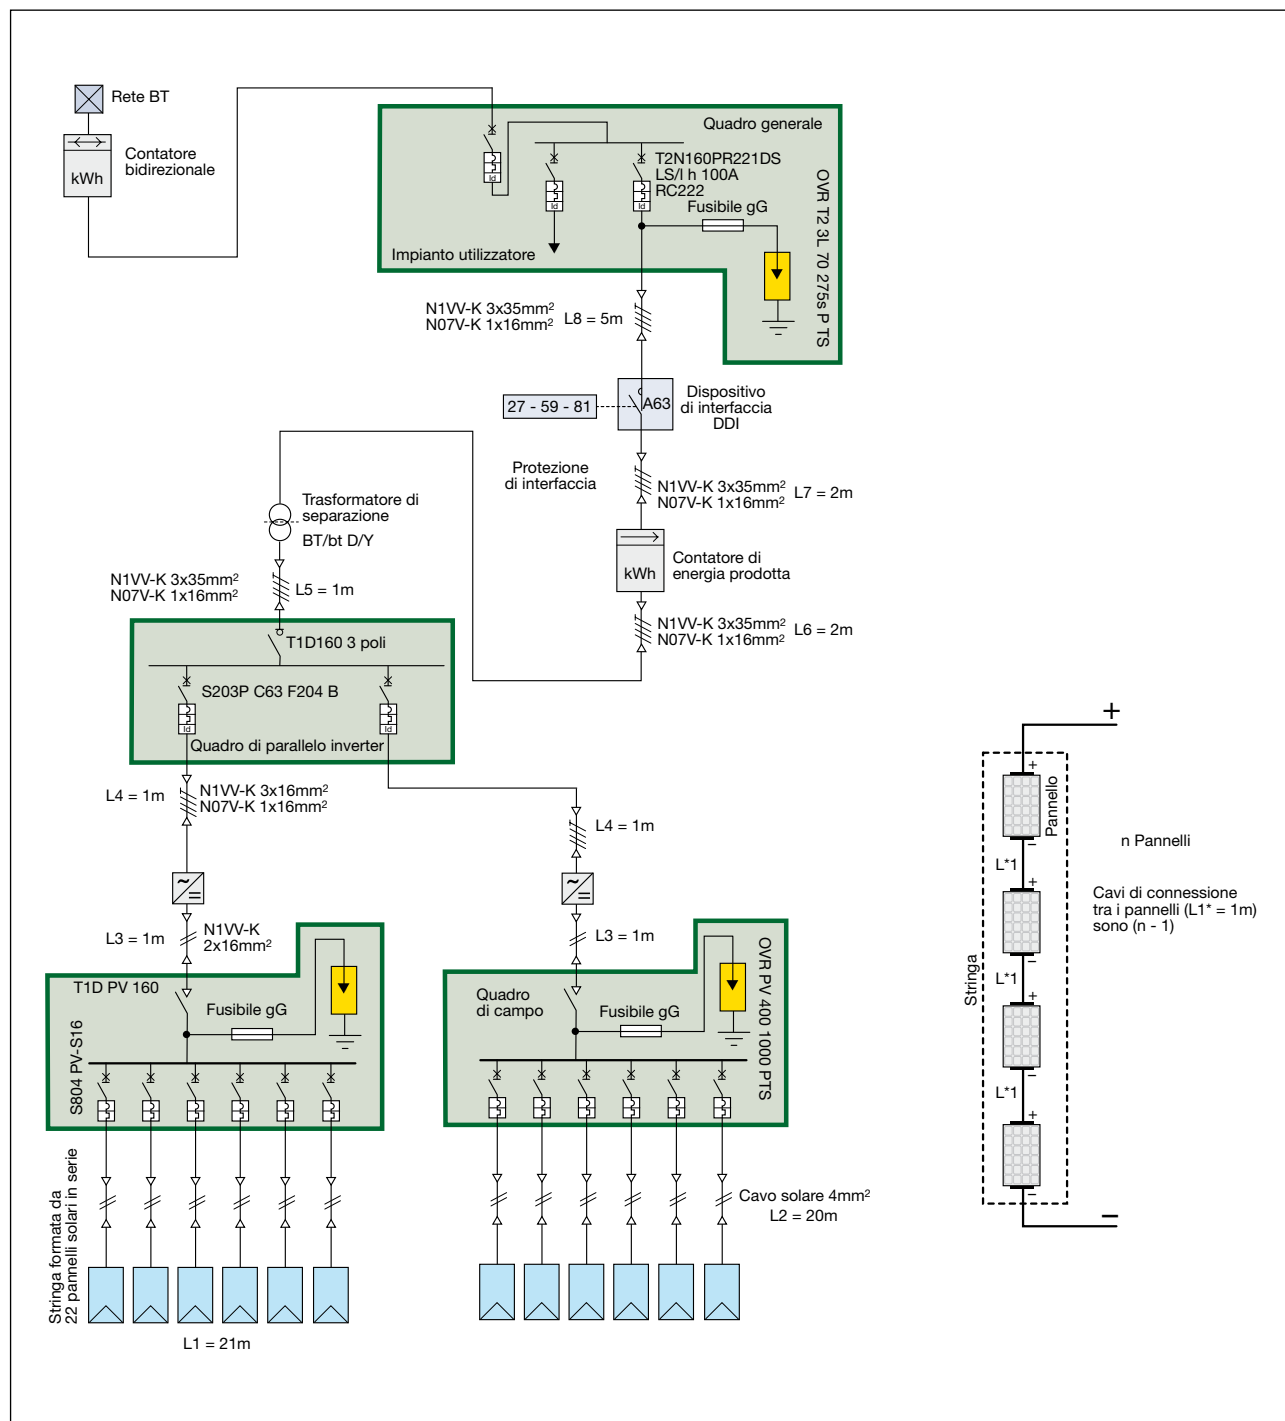 Rete BT
kWh
Contatore
bidirezionale
Quadro generale
T2N160PR221DS
LS/I h 100A
RC222
Id
Id
Id
Fusibile gG
Impianto utilizzatore
OVR T2 3L 70 275s P TS
N1VV-K 3x35mm²
N07V-K 1x16mm²
L8 = 5m
27 - 59 - 81
A63
Dispositivo
di interfaccia
DDI
Protezione
di interfaccia
N1VV-K 3x35mm²
N07V-K 1x16mm²
L7 = 2m
Trasformatore di
separazione
BT/bt D/Y
kWh
Contatore di
energia prodotta
N1VV-K 3x35mm²
N07V-K 1x16mm²
L5 = 1m
N1VV-K 3x35mm²
N07V-K 1x16mm²
L6 = 2m
T1D160 3 poli
S203P C63 F204 B
Id
Id
Quadro di parallelo inverter
L4 = 1m
N1VV-K 3x16mm²
N07V-K 1x16mm²
L4 = 1m
L3 = 1m
N1VV-K
2x16mm²
L3 = 1m
T1D PV 160
Fusibile gG
S804 PV-S16
Quadro
di campo
Fusibile gG
OVR PV 400 1000 PTS
Stringa formata da
22 pannelli solari in serie
L1 = 21m
Cavo solare 4mm²
L2 = 20m
+
+
Pannello
–
L*1
+
–
L*1
+
–
L*1
+
–
–
Stringa
n Pannelli
Cavi di connessione
tra i pannelli (L1* = 1m)
sono (n - 1)